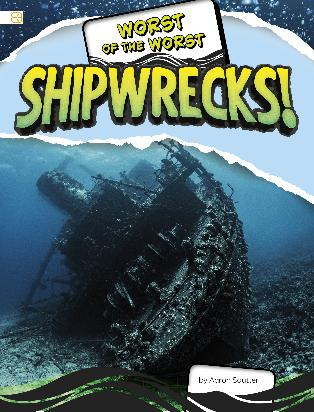 WORST
OF THE WORST
SHIPWRECKS!
by Aaron Sautter